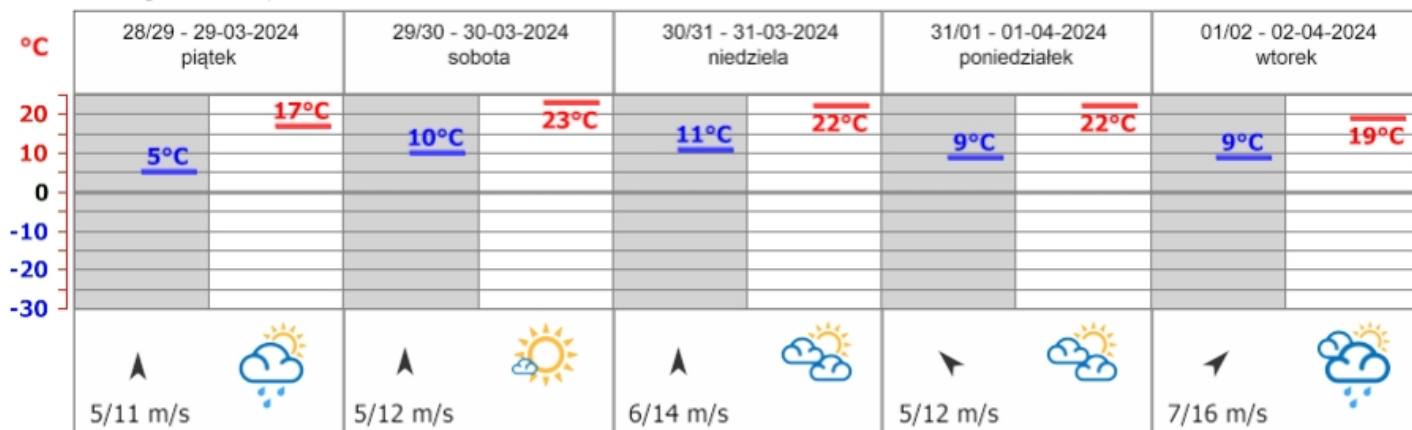 °C
28/29 - 29-03-2024
piątek
29/30 - 30-03-2024
sobota
30/31 - 31-03-2024
niedziela
31/01 - 01-04-2024
poniedziałek
01/02 - 02-04-2024
wtorek
20
10
0
-10
-20
-30
5°C
17°C
10°C
23°C
11°C
22°C
9°C
22°C
9°C
19°C
5/11 m/s
5/12 m/s
6/14 m/s
5/12 m/s
7/16 m/s